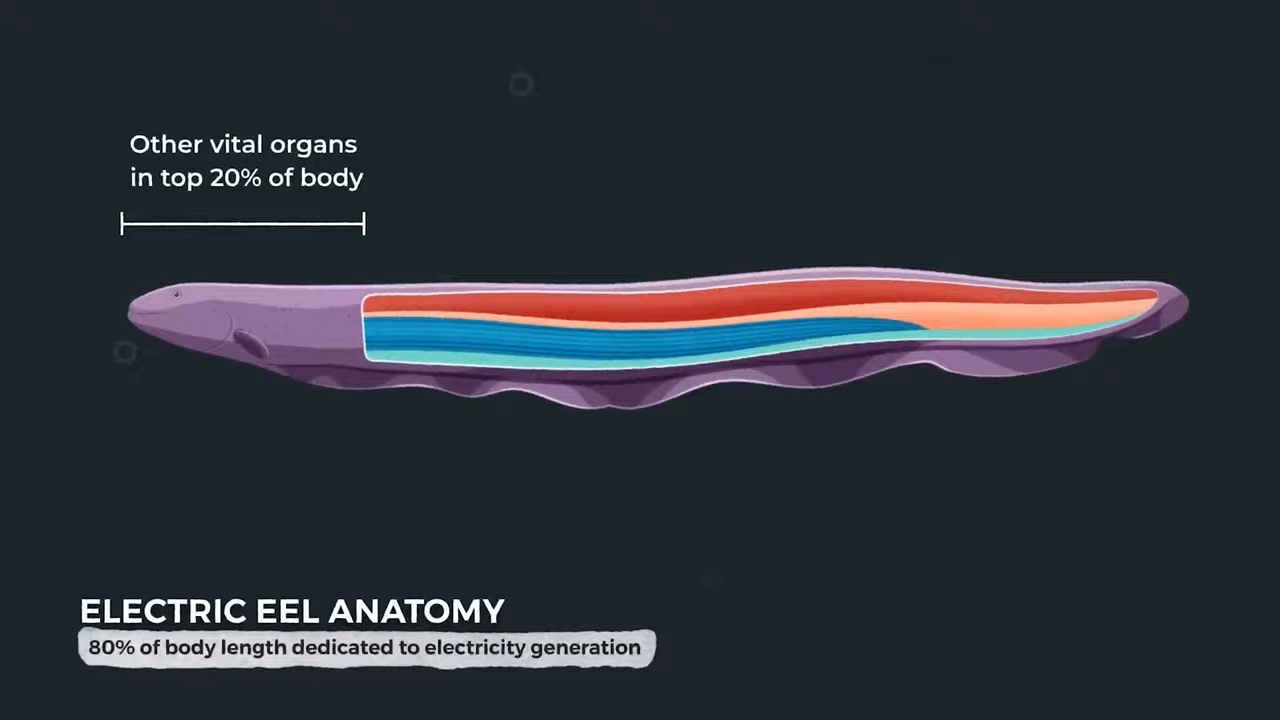 Other vital organs
in top 20% of body
ELECTRIC EEL ANATOMY
80% of body length dedicated to electricity generation